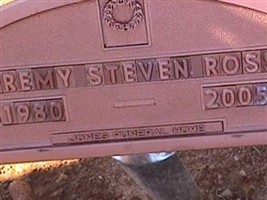 REMY STEVEN ROS
1980 2005
JONES FUNERAL HOME